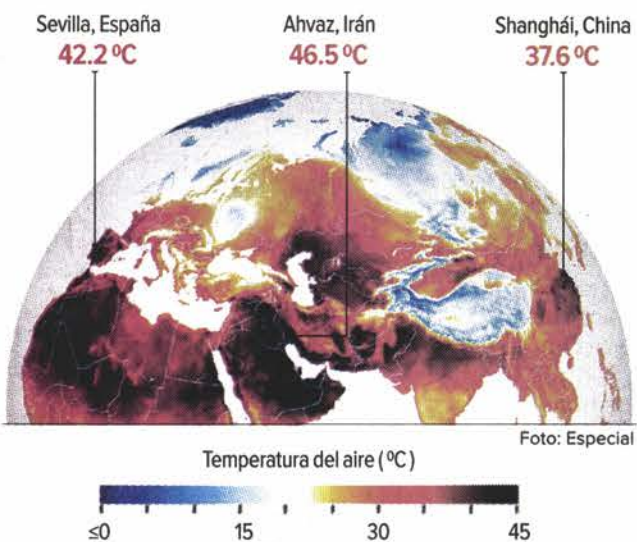 Sevilla, España
42.2 ºC
Ahvaz, Irán
46.5 ºC
Shanghái, China
37.6 ºC
Foto: Especial
Temperatura del aire (ºC)
≤0 15 30 45